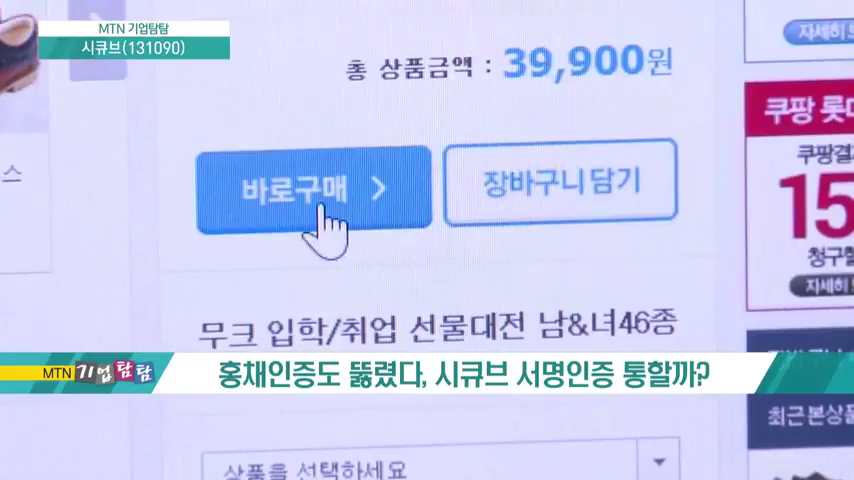 MTN 기업탐탐
시큐브(131090)
총 상품금액 : 39,900원
자세히
쿠팡
쿠팡결
15
바로구매 >
장바구니 담기
스
자세히
무크 입학/취업 선물대전 남&녀46종
MTN 기업탐탐
홍채인증도 뚫렸다, 시큐브 서명인증 통할까?
최근 본상품
상품을 선택하세요